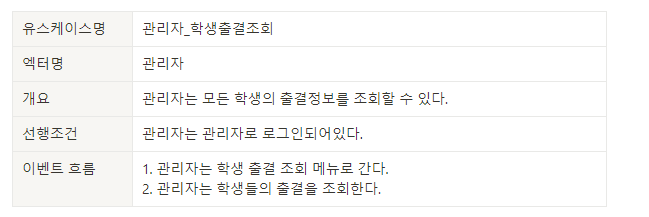 유스케이스명 관리자_학생출결조회
엑터명 관리자
개요 관리자는 모든 학생의 출결정보를 조회할 수 있다.
선행조건 관리자는 관리자로 로그인되어있다.
이벤트 흐름 1. 관리자는 학생 출결 조회 메뉴로 간다.
2. 관리자는 학생들의 출결을 조회한다.